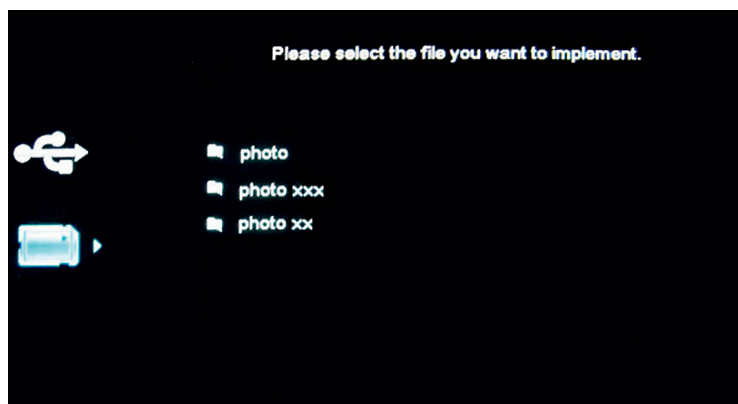 Please select the file you want to implement.
photo
photo xxx
photo xx